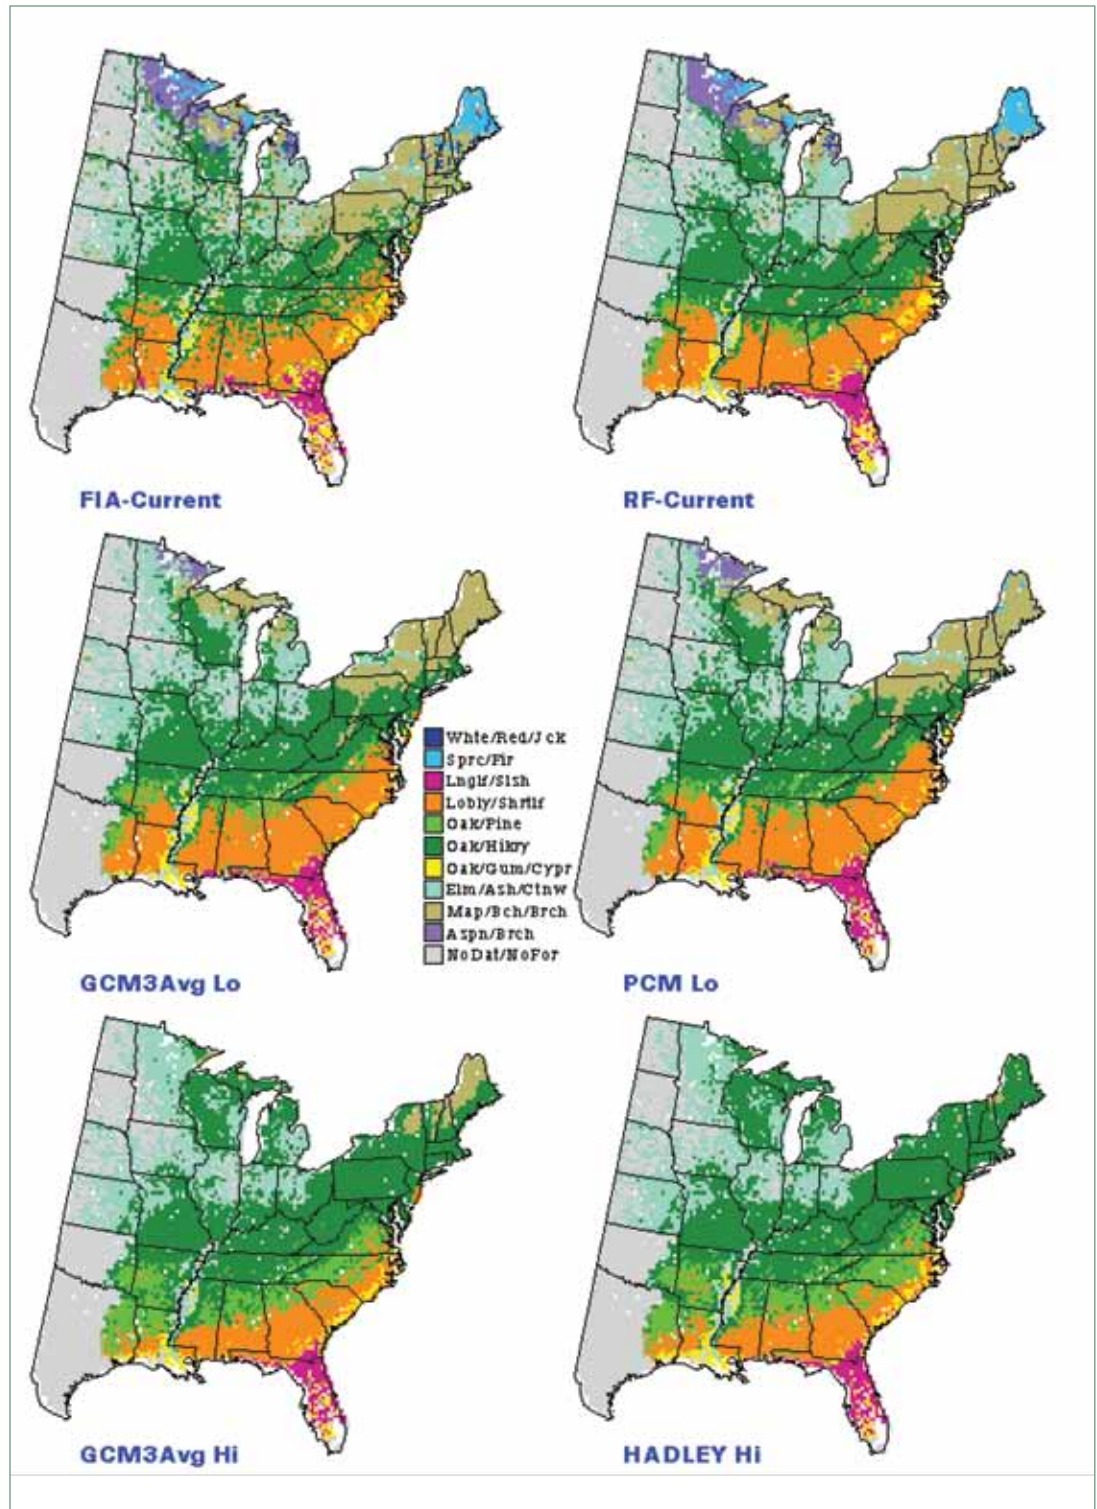 FIA-Current
RF-Current
Whte/Red/Jck
Sprc/Fir
Lnglf/Slsh
Lobly/Shrtlf
Oak/Pine
Oak/Hikry
Oak/Gum/Cypr
Elm/Ash/Ctnw
Map/Bch/Brch
Aspn/Brch
NoDat/NoFor
GCM3Avg Lo
PCM Lo
GCM3Avg Hi
HADLEY Hi